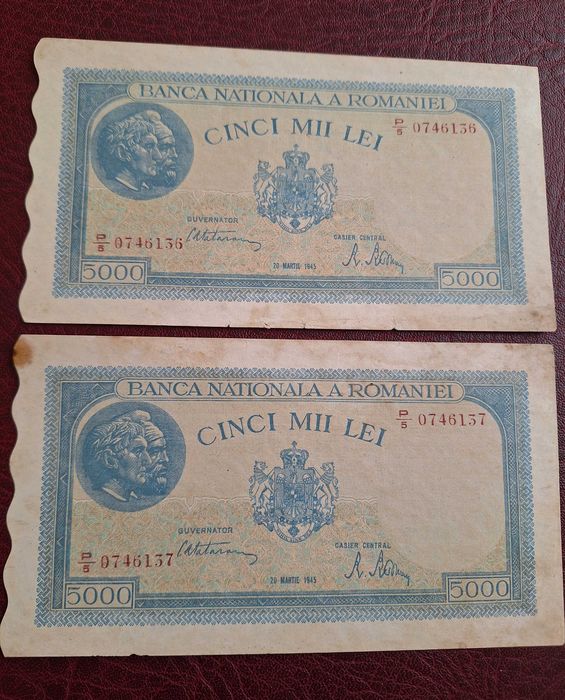 BANCA NATIONALA A ROMANIEI
CINCI MII LEI
P/5 0746136
GUVERNATOR
CASIER CENTRAL
P/5 0746136
20 MARTIE 1945
5000
5000
BANCA NATIONALA A ROMANIEI
CINCI MII LEI
P/5 0746137
GUVERNATOR
CASIER CENTRAL
P/5 0746137
20 MARTIE 1945
5000
5000